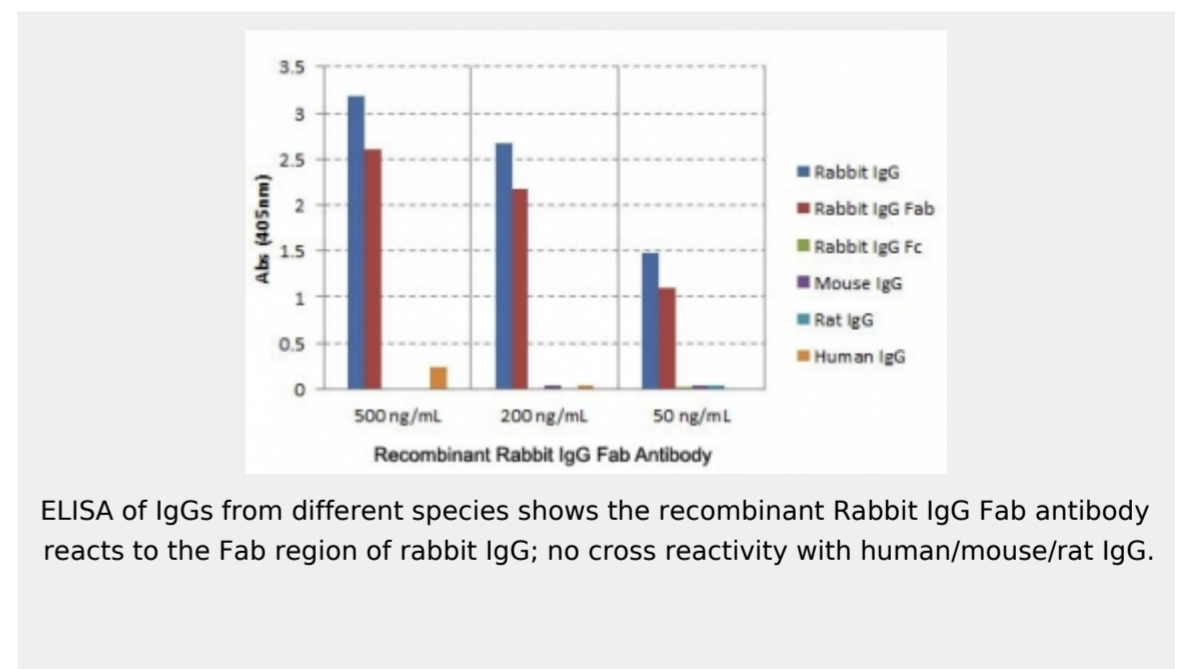 3.5
3
2.5
2
1.5
1
0.5
0
Abs (405nm)
500 ng/mL
200 ng/mL
50 ng/mL
Recombinant Rabbit IgG Fab Antibody
Rabbit IgG
Rabbit IgG Fab
Rabbit IgG Fc
Mouse IgG
Rat IgG
Human IgG
ELISA of IgGs from different species shows the recombinant Rabbit IgG Fab antibody
reacts to the Fab region of rabbit IgG; no cross reactivity with human/mouse/rat IgG.